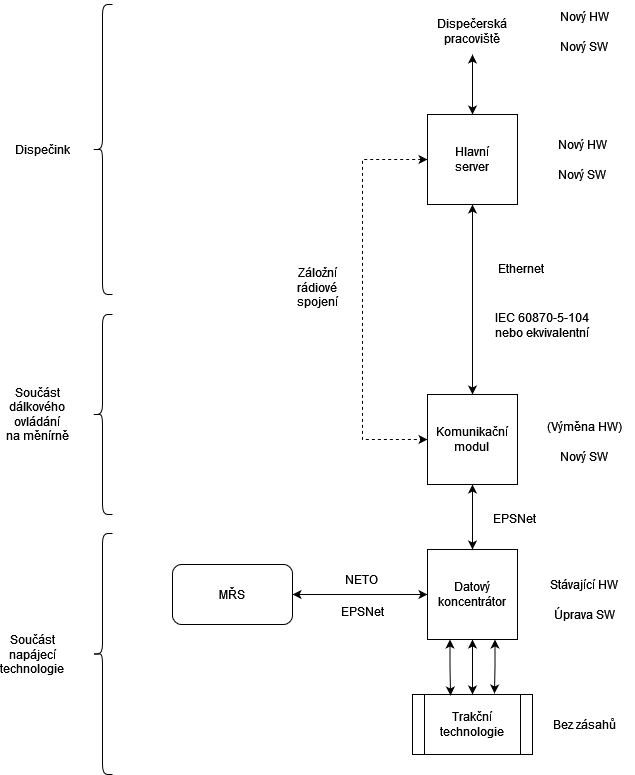 Dispečerská
pracoviště
Nový HW
Nový SW
Dispečink
Hlavní
server
Nový HW
Nový SW
Záložní
rádiové
spojení
Ethernet
IEC 60870-5-104
nebo ekvivalentní
Součást
dálkového
ovládání
na měnírně
Komunikační
modul
(Výměna HW)
Nový SW
EPSNet
MŘS
NETO
EPSNet
Datový
koncentrátor
Stávající HW
Úprava SW
Součást
napájecí
technologie
Trakční
technologie
Bez zásahů